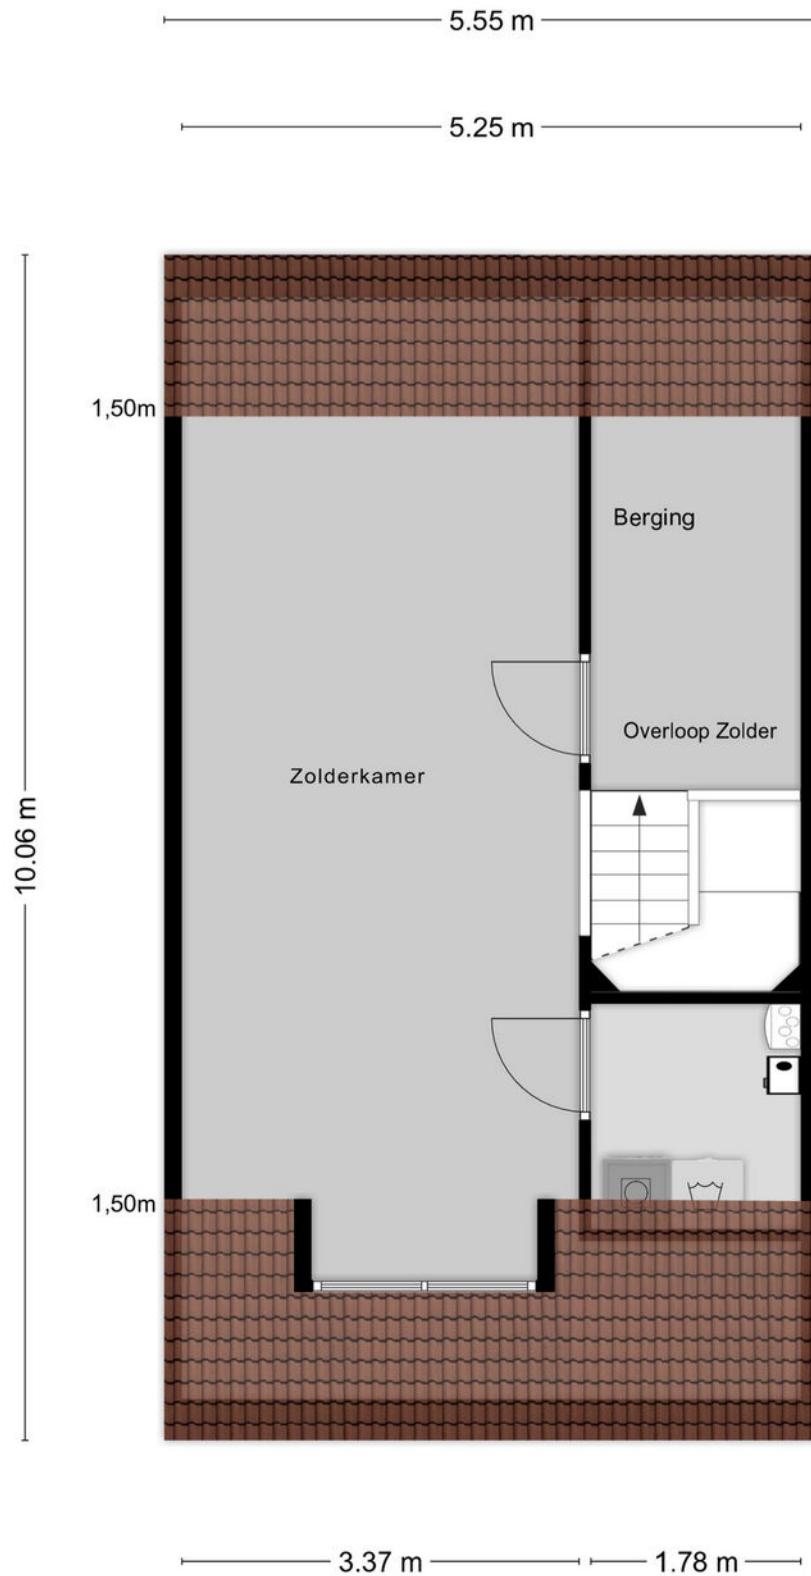 5.55 m
5.25 m
1,50m
Berging
Overloop Zolder
Zolderkamer
10.06 m
1,50m
3.37 m
1.78 m